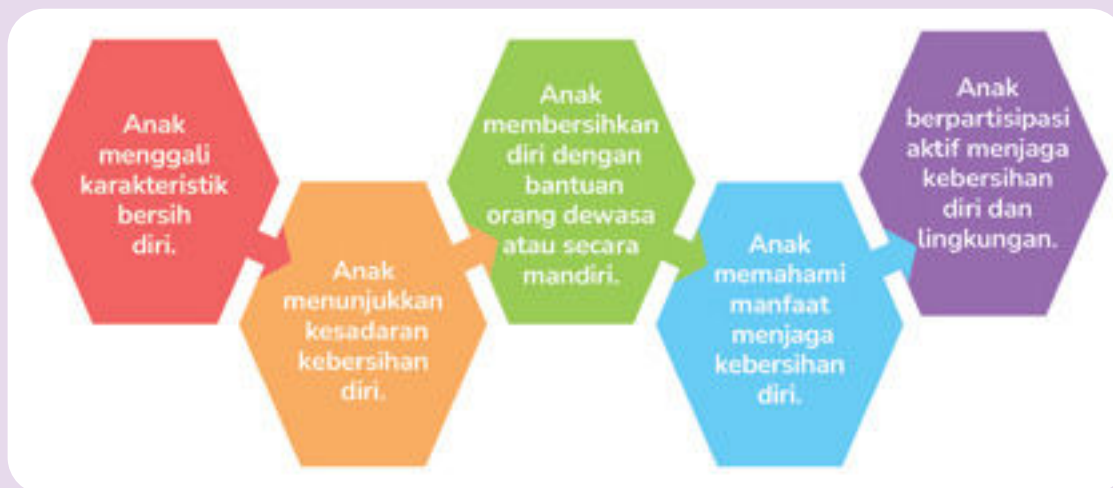 Anak
menggali
karakteristik
bersih
diri.
Anak
menunjukkan
kesadaran
kebersihan
diri.
Anak
membersihkan
diri dengan
bantuan
orang dewasa
atau secara
mandiri.
Anak
memahami
manfaat
menjaga
kebersihan
diri.
Anak
berpartisipasi
aktif menjaga
kebersihan
diri dan
lingkungan.